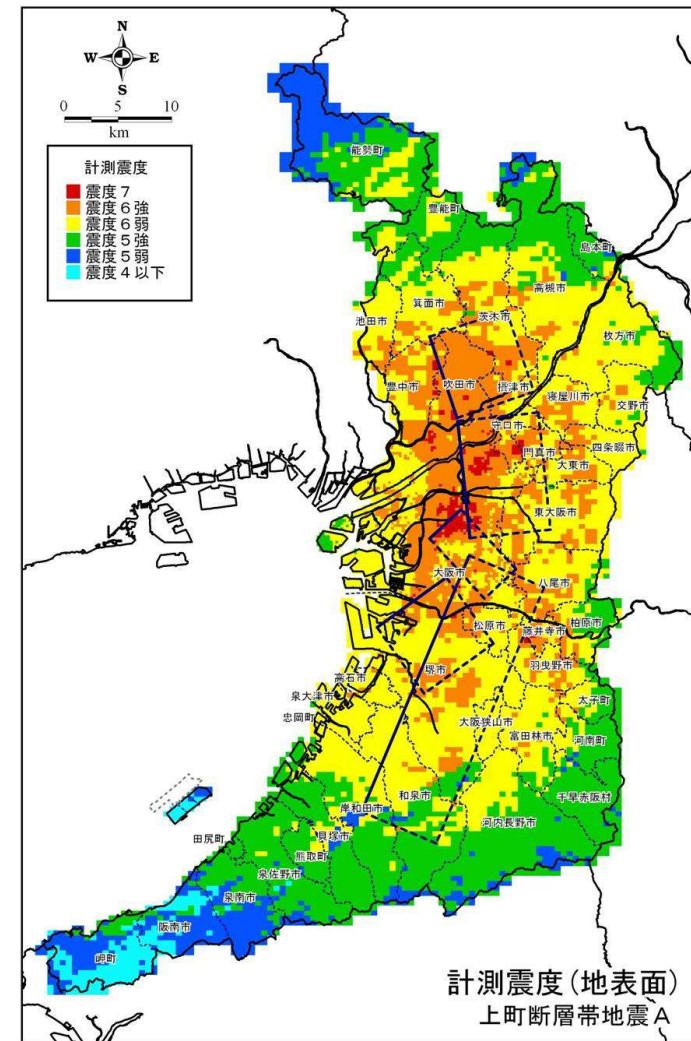 N
W E
S
0 5 10
km
計測震度
震度7
震度6強
震度6弱
震度5強
震度5弱
震度4以下
能勢町
豊能町
島本町
高槻市
箕面市
茨木市
池田市
枚方市
豊中市
吹田市
摂津市
寝屋川市
交野市
守口市
門真市
四条畷市
大東市
東大阪市
大阪市
八尾市
松原市
藤井寺市
柏原市
堺市
羽曳野市
高石市
泉大津市
太子町
忠岡町
大阪狭山市
富田林市
河南町
和泉市
千早赤阪村
岸和田市
河内長野市
貝塚市
田尻町
熊取町
泉佐野市
泉南市
阪南市
岬町
計測震度(地表面)
上町断層帯地震A